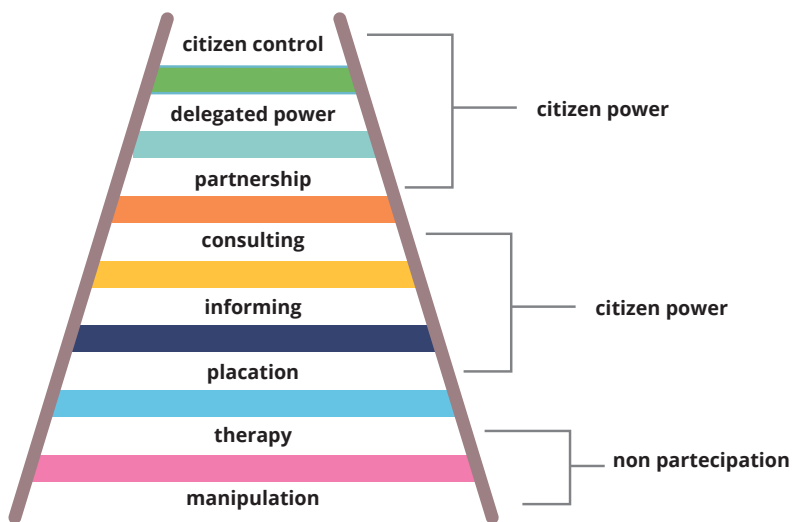 citizen control
delegated power
partnership
consulting
informing
placation
therapy
manipulation
citizen power
citizen power
non partecipation